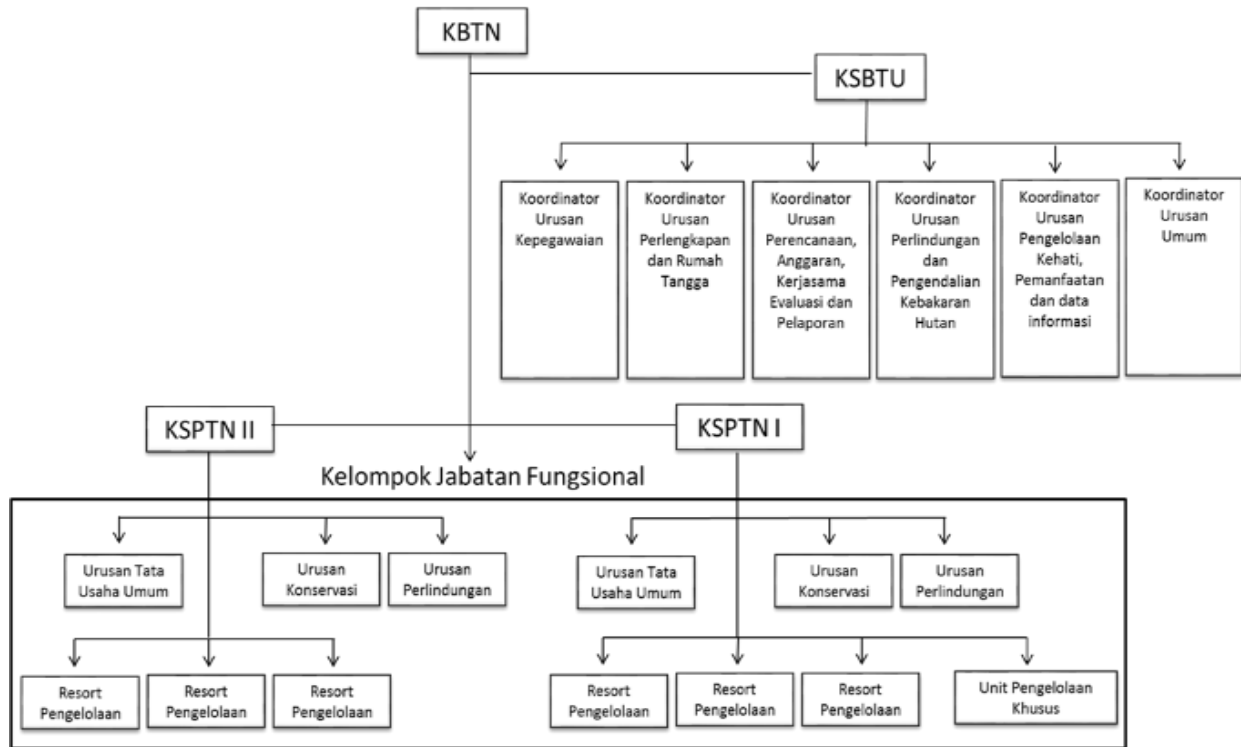 KBTN
KSBTU
Koordinator
Urusan
Kepegawaian
Koordinator
Urusan
Perlengkapan
dan Rumah
Tangga
Koordinator
Urusan
Perencanaan,
Anggaran,
Kerjasama
Evaluasi dan
Pelaporan
Koordinator
Urusan
Perlindungan
dan
Pengendalian
Kebakaran
Hutan
Koordinator
Urusan
Pengelolaan
Kehati,
Pemanfaatan
dan data
informasi
Koordinator
Urusan
Umum
KSPTN II
KSPTN I
Kelompok Jabatan Fungsional
Urusan Tata
Usaha Umum
Urusan
Konservasi
Urusan
Perlindungan
Urusan Tata
Usaha Umum
Urusan
Konservasi
Urusan
Perlindungan
Resort
Pengelolaan
Resort
Pengelolaan
Resort
Pengelolaan
Resort
Pengelolaan
Resort
Pengelolaan
Resort
Pengelolaan
Unit Pengelolaan
Khusus